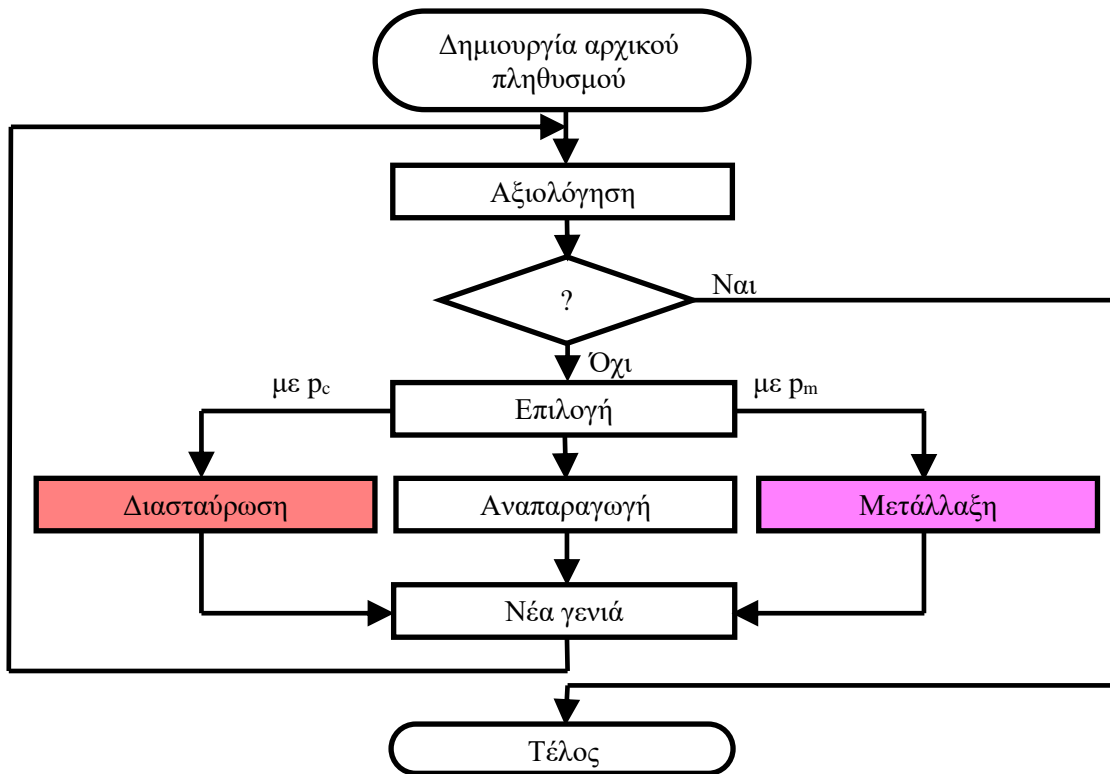 Δημιουργία αρχικού
πληθυσμού
Αξιολόγηση
?
Ναι
Όχι
με pc
Επιλογή
με pm
Διασταύρωση
Αναπαραγωγή
Μετάλλαξη
Νέα γενιά
Τέλος